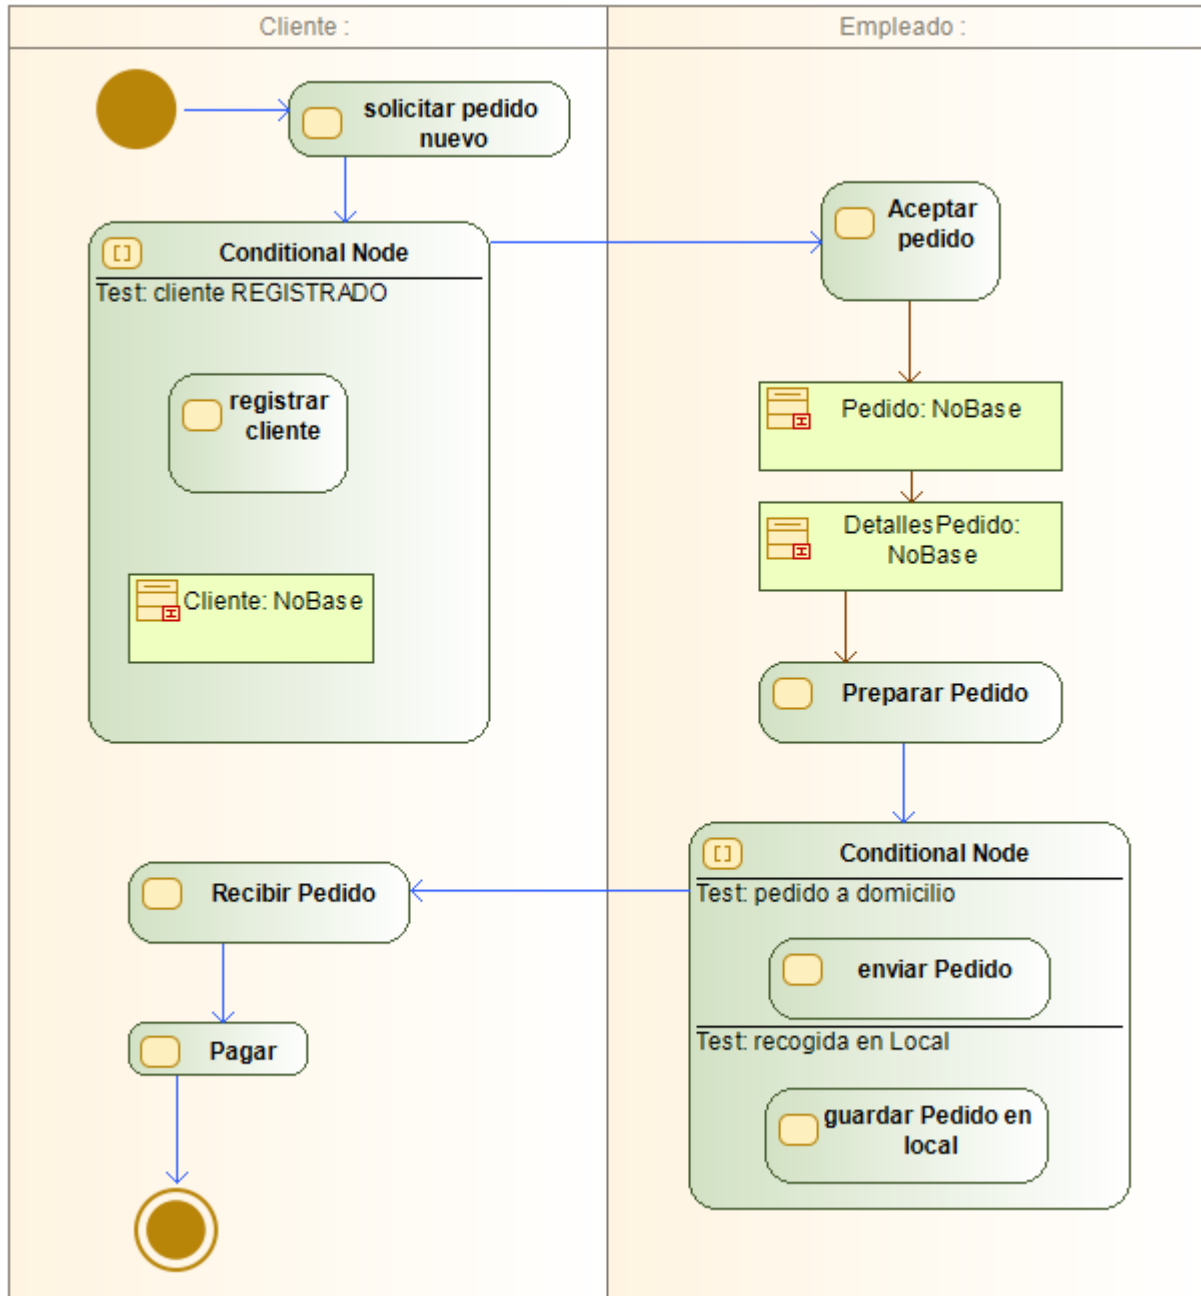 Cliente :
Empleado :
solicitar pedido
nuevo
Conditional Node
Test: cliente REGISTRADO
registrar
cliente
Cliente: NoBase
Aceptar
pedido
Pedido: NoBase
DetallesPedido:
NoBase
Preparar Pedido
Conditional Node
Test: pedido a domicilio
enviar Pedido
Test: recogida en Local
guardar Pedido en
local
Recibir Pedido
Pagar